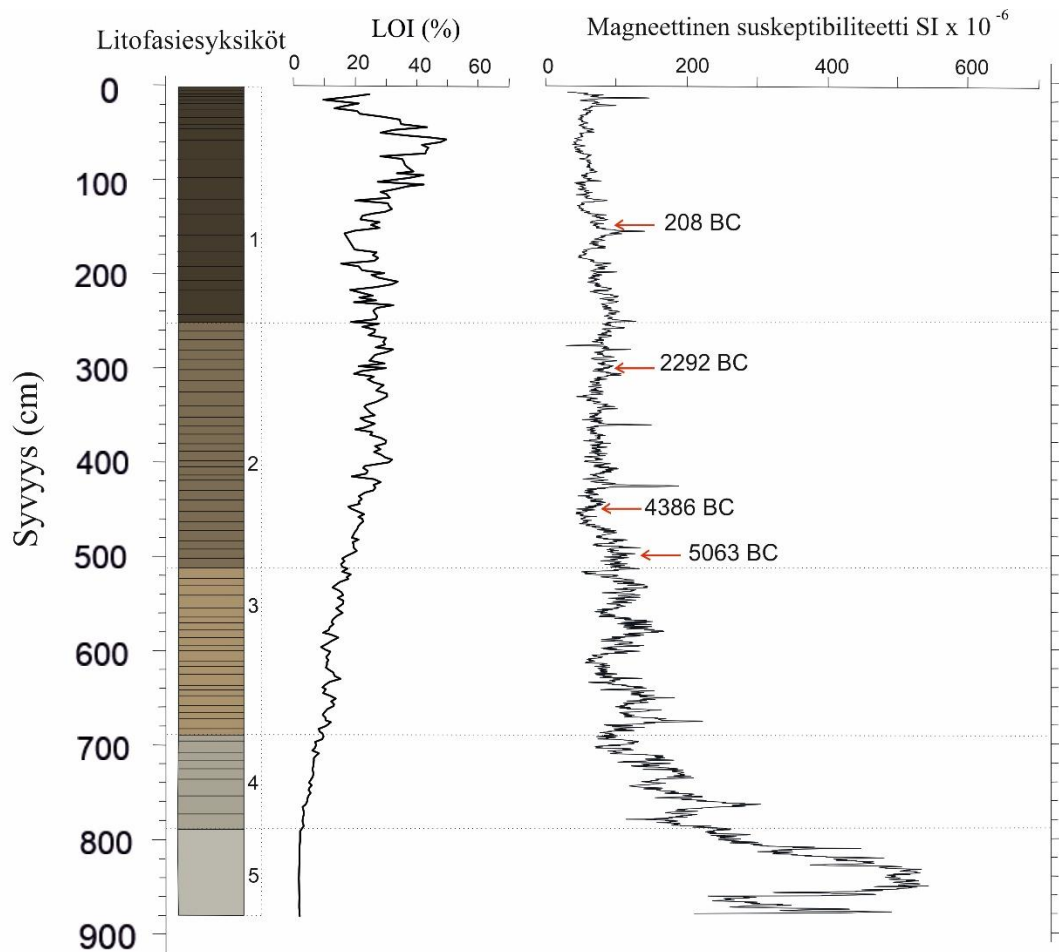 Litofasiesyksiköt
LOI (%)
Magneettinen suskeptibiliteetti SI x 10⁻⁶
0 20 40 60
0 200 400 600
Syvyys (cm)
0
100
200
300
400
500
600
700
800
900
1
2
3
4
5
208 BC
2292 BC
4386 BC
5063 BC